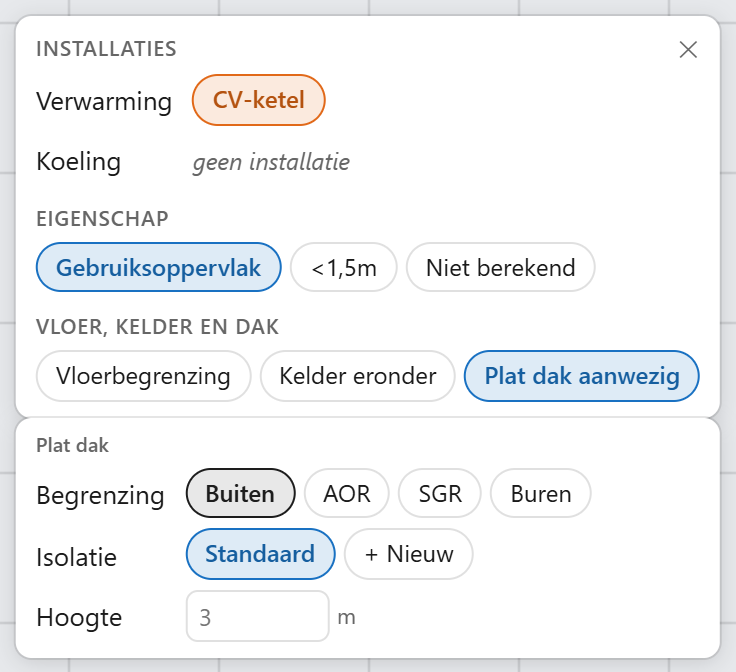 INSTALLATIES
Verwarming CV-ketel
Koeling geen installatie
EIGENSCHAP
Gebruiksoppervlak <1,5m Niet berekend
VLOER, KELDER EN DAK
Vloerbegrenzing Kelder eronder Plat dak aanwezig
Plat dak
Begrenzing Buiten AOR SGR Buren
Isolatie Standaard + Nieuw
Hoogte 3 m